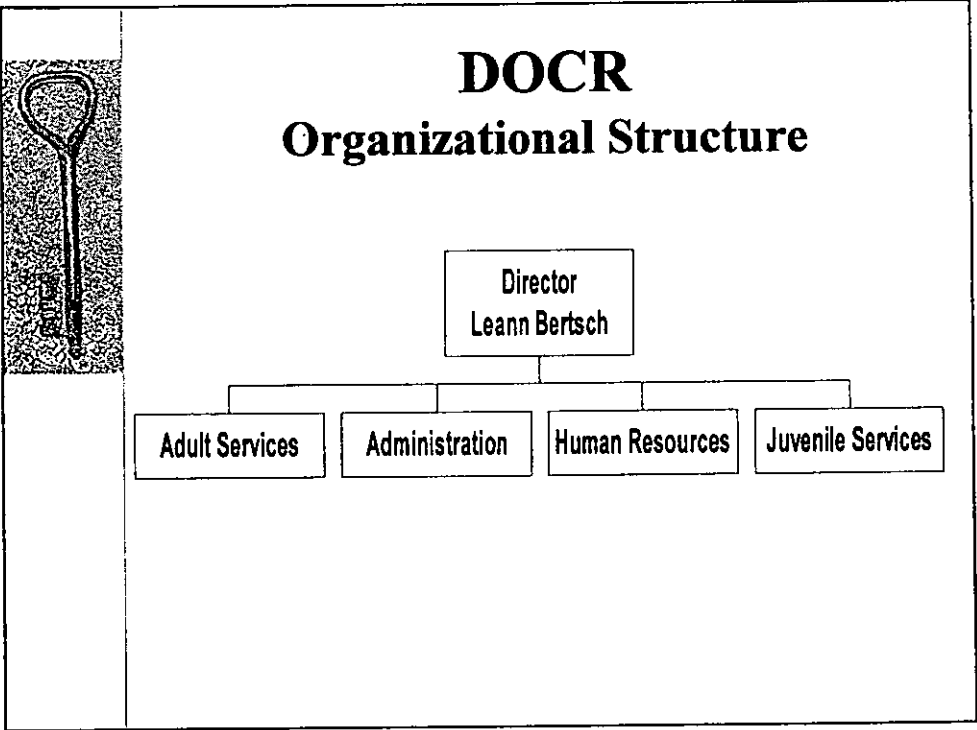 DOCR
Organizational Structure
Director
Leann Bertsch
Adult Services
Administration
Human Resources
Juvenile Services